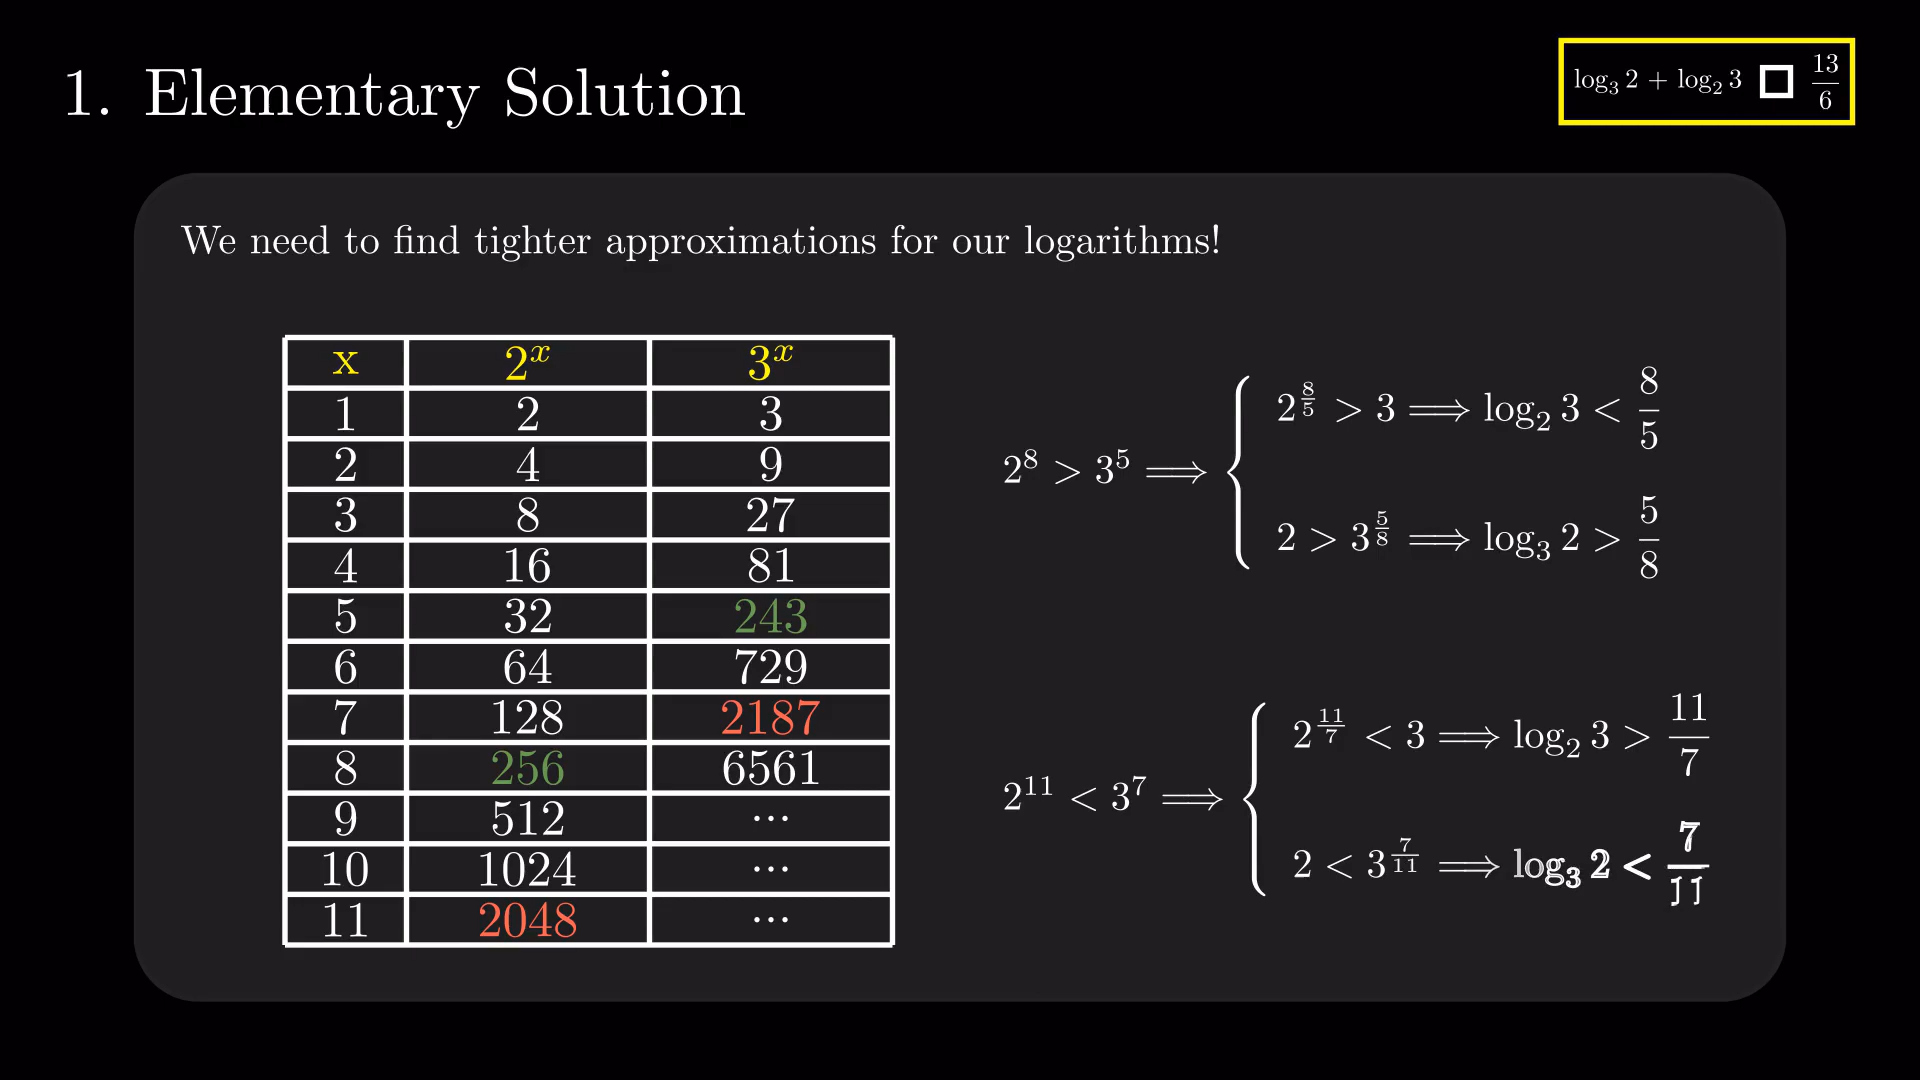 1. Elementary Solution
log₃ 2 + log₂ 3 □ 13/6
We need to find tighter approximations for our logarithms!
x 2ˣ 3ˣ
1 2 3
2 4 9
3 8 27
4 16 81
5 32 243
6 64 729
7 128 2187
8 256 6561
9 512 ···
10 1024 ···
11 2048 ···
2⁸ > 3⁵ ⟹
2^(8/5) > 3 ⟹ log₂ 3 < 8/5
2 > 3^(5/8) ⟹ log₃ 2 > 5/8
2¹¹ < 3⁷ ⟹
2^(11/7) < 3 ⟹ log₂ 3 > 11/7
2 < 3^(7/11) ⟹ log₃ 2 < 7/11